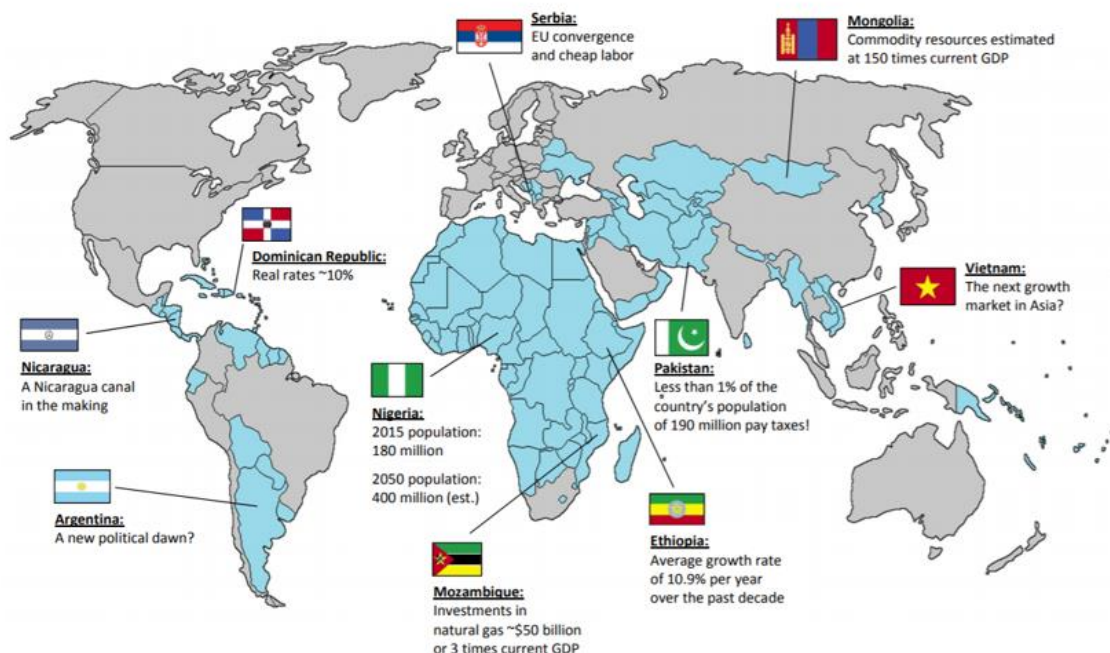 Serbia:
EU convergence
and cheap labor
Mongolia:
Commodity resources estimated
at 150 times current GDP
Dominican Republic:
Real rates ~10%
Vietnam:
The next growth
market in Asia?
Nicaragua:
A Nicaragua canal
in the making
Nigeria:
2015 population:
180 million
2050 population:
400 million (est.)
Pakistan:
Less than 1% of the
country's population
of 190 million pay taxes!
Argentina:
A new political dawn?
Mozambique:
Investments in
natural gas ~$50 billion
or 3 times current GDP
Ethiopia:
Average growth rate
of 10.9% per year
over the past decade